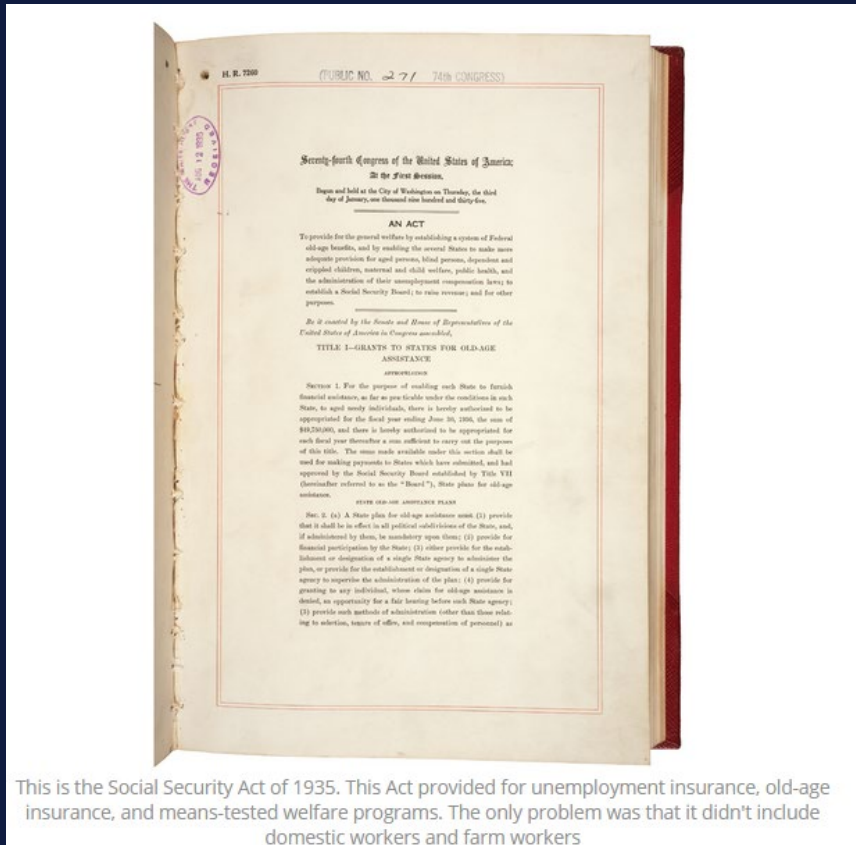 H. R. 7260
(PUBLIC NO. 271 74th CONGRESS)
AUG 12 1935
Seventy-fourth Congress of the United States of America;
At the First Session,
Begun and held at the City of Washington on Thursday, the third
day of January, one thousand nine hundred and thirty-five.
AN ACT
To provide for the general welfare by establishing a system of Federal
old-age benefits, and by enabling the several States to make more
adequate provision for aged persons, blind persons, dependent and
crippled children, maternal and child welfare, public health, and
the administration of their unemployment compensation laws; to
establish a Social Security Board; to raise revenue; and for other
purposes.
Be it enacted by the Senate and House of Representatives of the
United States of America in Congress assembled,
TITLE I—GRANTS TO STATES FOR OLD-AGE
ASSISTANCE
APPROPRIATION
SECTION 1. For the purpose of enabling each State to furnish
financial assistance, as far as practicable under the conditions in each
State, to aged needy individuals, there is hereby authorized to be
appropriated for the fiscal year ending June 30, 1936, the sum of
$49,750,000, and there is hereby authorized to be appropriated for
each fiscal year thereafter a sum sufficient to carry out the purposes
of this title. The sums made available under this section shall be
used for making payments to States which have submitted, and had
approved by the Social Security Board established by Title VII
(hereinafter referred to as the "Board"), State plans for old-age
assistance.
STATE OLD-AGE ASSISTANCE PLANS
SEC. 2. (a) A State plan for old-age assistance must (1) provide
that it shall be in effect in all political subdivisions of the State, and,
if administered by them, be mandatory upon them; (2) provide for
financial participation by the State; (3) either provide for the estab-
lishment or designation of a single State agency to administer the
plan, or provide for the establishment or designation of a single State
agency to supervise the administration of the plan; (4) provide for
granting to any individual, whose claim for old-age assistance is
denied, an opportunity for a fair hearing before such State agency;
(5) provide such methods of administration (other than those relat-
ing to selection, tenure of office, and compensation of personnel) as
This is the Social Security Act of 1935. This Act provided for unemployment insurance, old-age
insurance, and means-tested welfare programs. The only problem was that it didn't include
domestic workers and farm workers